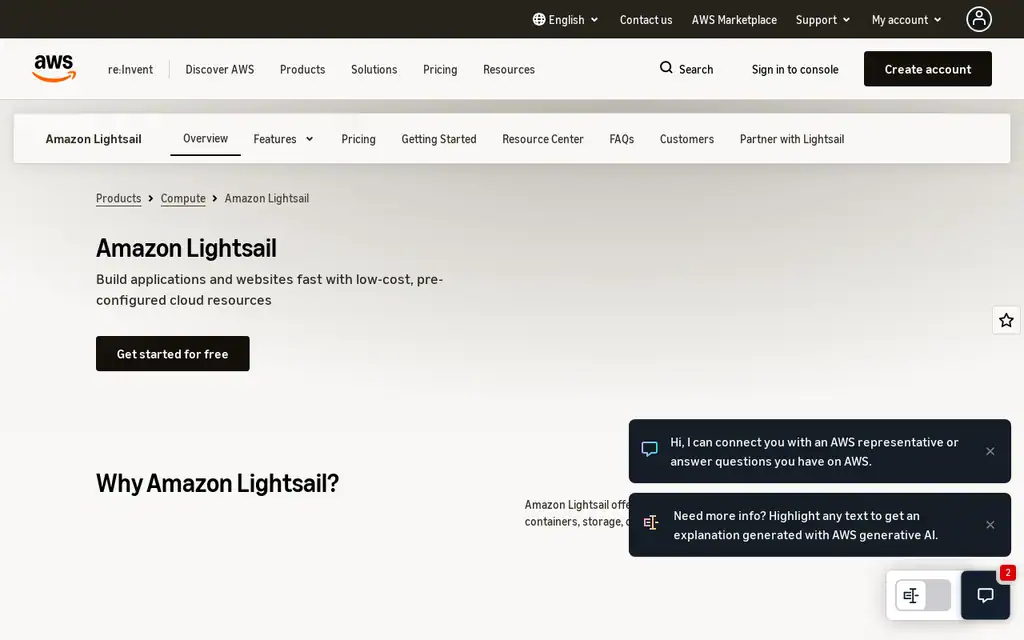 English
Contact us
AWS Marketplace
Support
My account
aws
re:Invent
Discover AWS
Products
Solutions
Pricing
Resources
Search
Sign in to console
Create account
Amazon Lightsail
Overview
Features
Pricing
Getting Started
Resource Center
FAQs
Customers
Partner with Lightsail
Products
Compute
Amazon Lightsail
Amazon Lightsail
Build applications and websites fast with low-cost, pre-
configured cloud resources
Get started for free
Why Amazon Lightsail?
Amazon Lightsail offe
containers, storage,
Hi, I can connect you with an AWS representative or
answer questions you have on AWS.
Need more info? Highlight any text to get an
explanation generated with AWS generative AI.
2